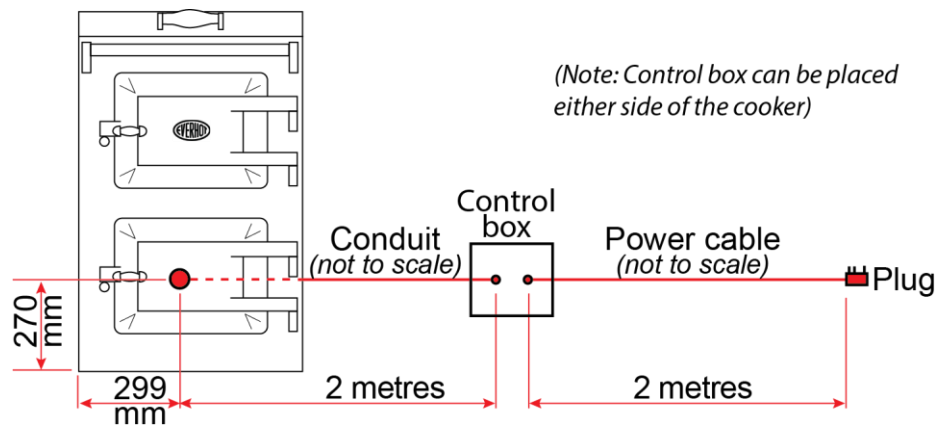 (Note: Control box can be placed
either side of the cooker)
EVERHOT
Control
box
Conduit
(not to scale)
Power cable
(not to scale)
Plug
270
mm
299
mm
2 metres
2 metres